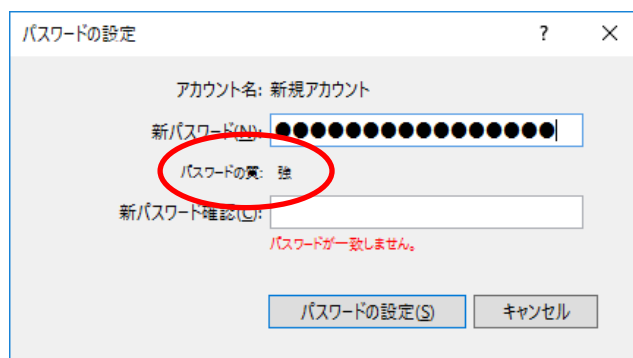 パスワードの設定 ?
アカウント名: 新規アカウント
新パスワード(N): ●●●●●●●●●●●●●●●●
パスワードの質: 強
新パスワード確認(C):
パスワードが一致しません。
パスワードの設定(S) キャンセル